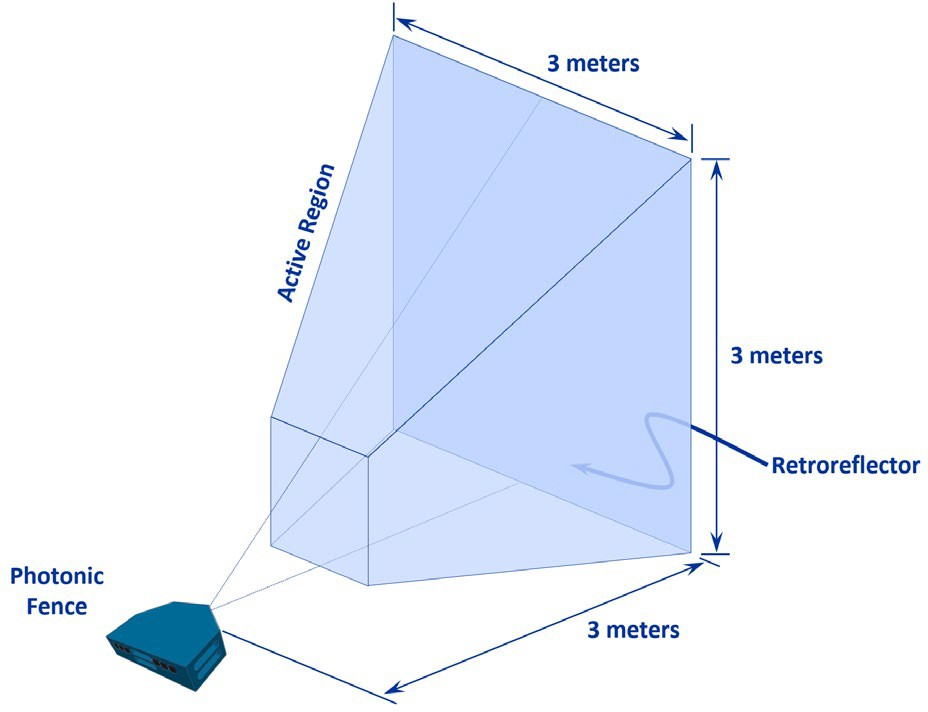 3 meters
Active Region
3 meters
Retroreflector
Photonic
Fence
3 meters